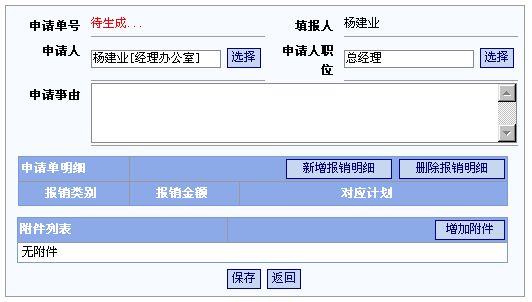 申请单号 待生成... 填报人 杨建业
申请人 杨建业[经理办公室] 选择 申请人职位 总经理 选择
申请事由
申请单明细 新增报销明细 删除报销明细
报销类别 报销金额 对应计划
附件列表 增加附件
无附件
保存 返回